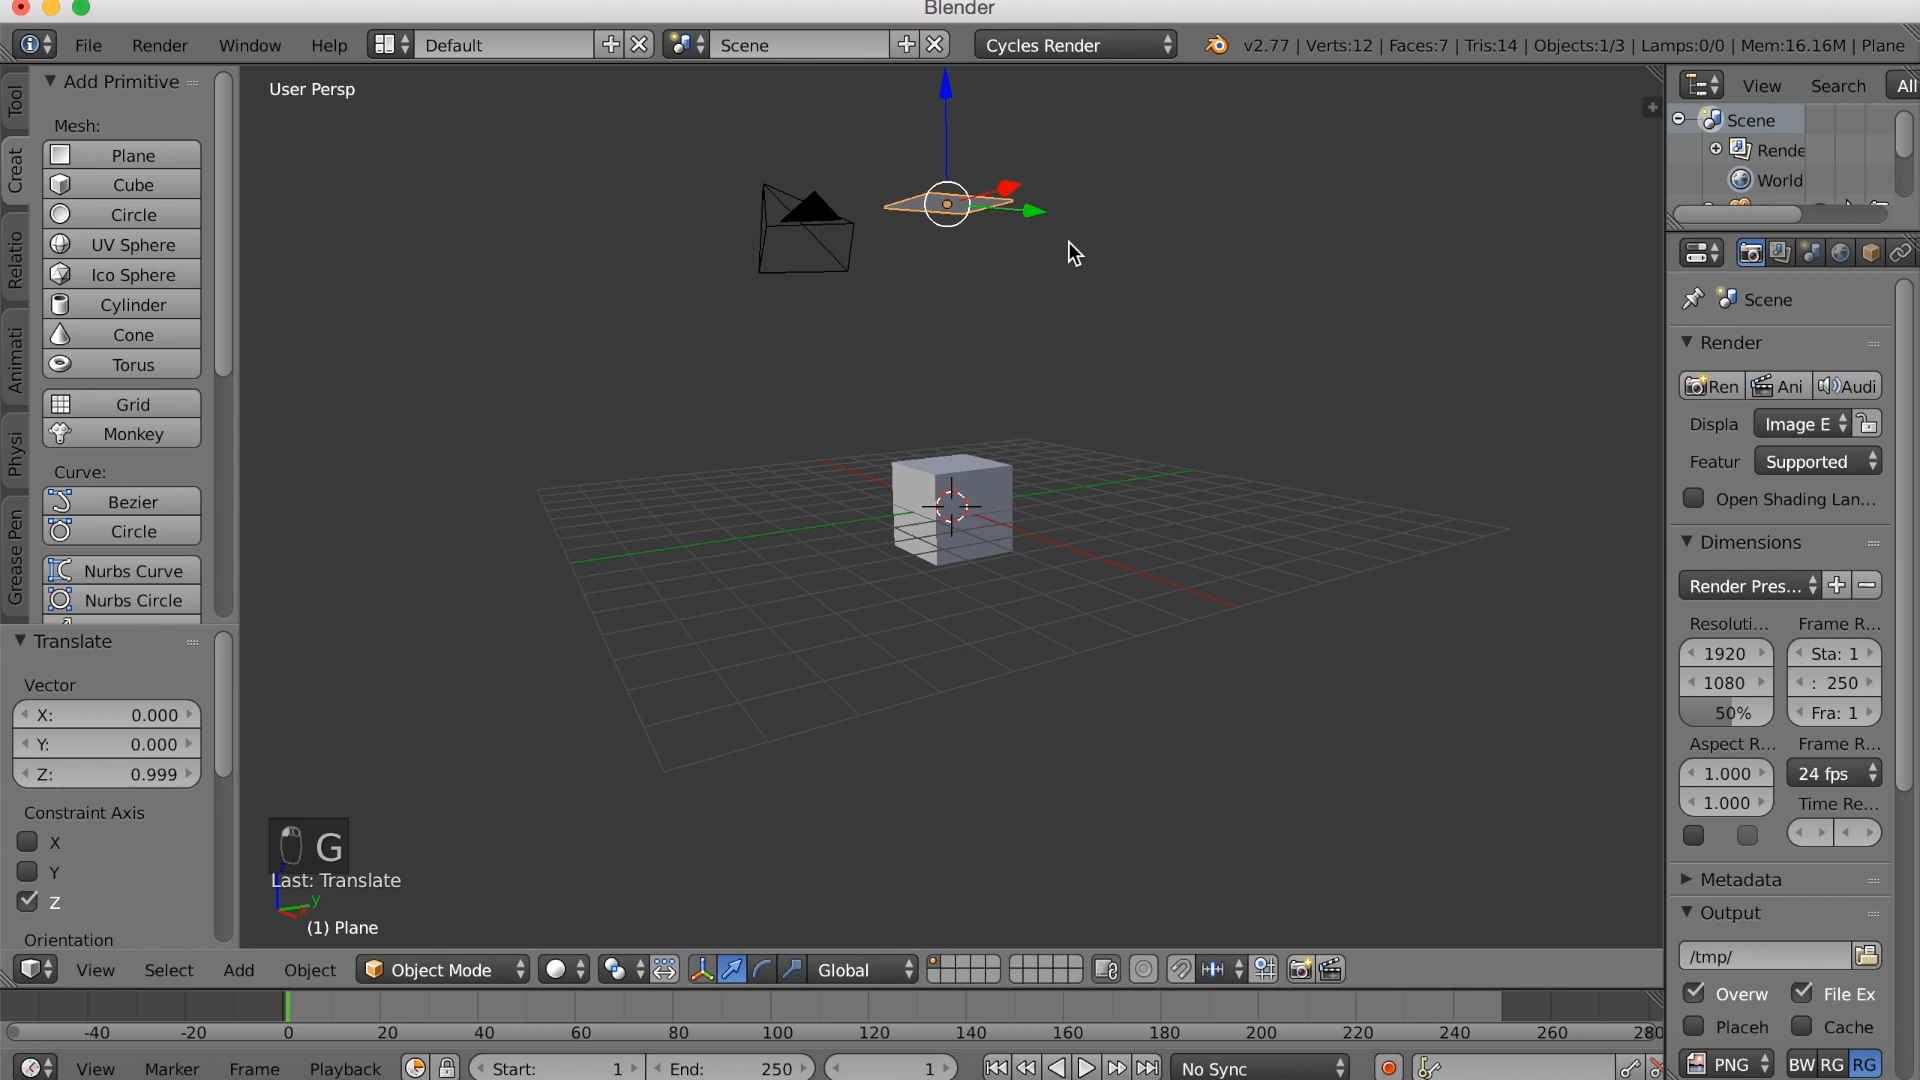 Blender
File Render Window Help Default Scene Cycles Render v2.77 | Verts:12 | Faces:7 | Tris:14 | Objects:1/3 | Lamps:0/0 | Mem:16.16M | Plane
Tool
Creat
Relatio
Animati
Physi
Grease Pen
Add Primitive
Mesh:
Plane
Cube
Circle
UV Sphere
Ico Sphere
Cylinder
Cone
Torus
Grid
Monkey
Curve:
Bezier
Circle
Nurbs Curve
Nurbs Circle
Translate
Vector
X: 0.000
Y: 0.000
Z: 0.999
Constraint Axis
X
Y
Z
Orientation
User Persp
G
Last: Translate
y
x
(1) Plane
View Search All
Scene
Rende
World
Scene
Render
Ren Ani Audi
Displa Image E
Featur Supported
Open Shading Lan...
Dimensions
Render Pres...
Resoluti... Frame R...
1920 Sta: 1
1080 : 250
50% Fra: 1
Aspect R... Frame R...
1.000 24 fps
1.000 Time Re...
Metadata
Output
/tmp/
Overw File Ex
Placeh Cache
PNG BW RG RG
View Select Add Object Object Mode Global
-40 -20 0 20 40 60 80 100 120 140 160 180 200 220 240 260 280
View Marker Frame Playback Start: 1 End: 250 1 No Sync